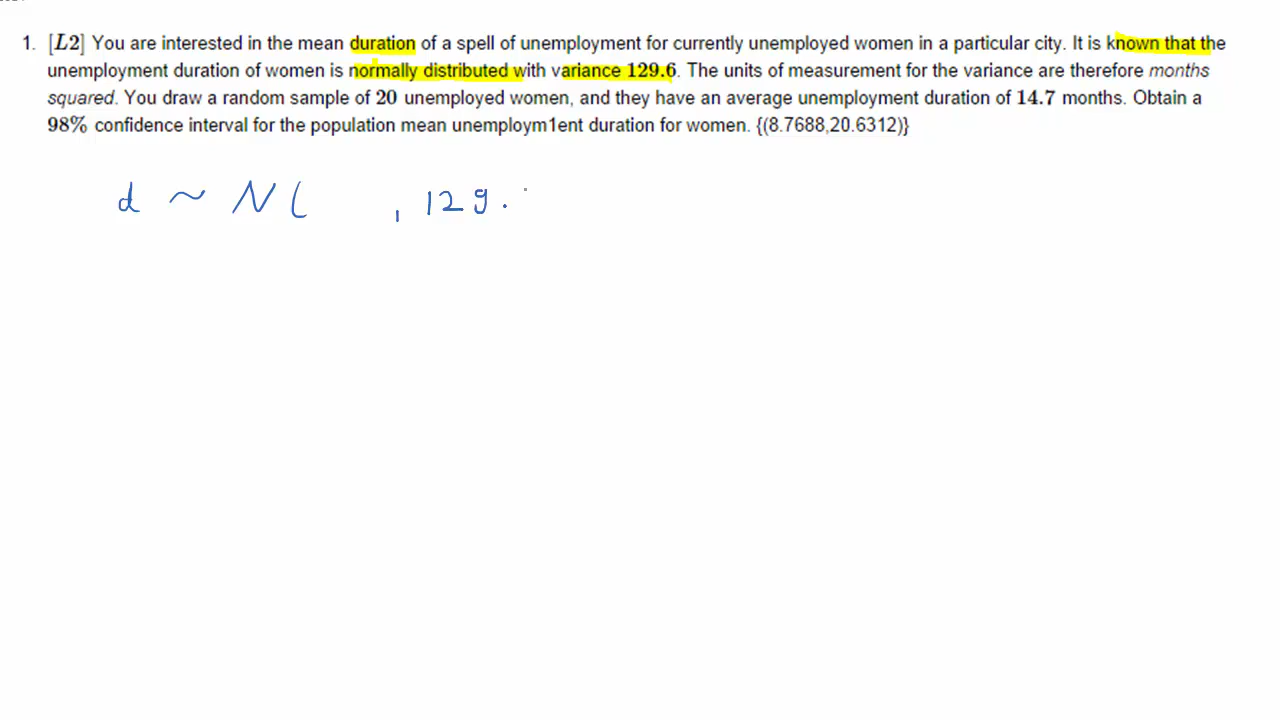 1. [L2] You are interested in the mean duration of a spell of unemployment for currently unemployed women in a particular city. It is known that the
unemployment duration of women is normally distributed with variance 129.6. The units of measurement for the variance are therefore months
squared. You draw a random sample of 20 unemployed women, and they have an average unemployment duration of 14.7 months. Obtain a
98% confidence interval for the population mean unemploym1ent duration for women. {(8.7688,20.6312)}
d ~ N ( , 129.